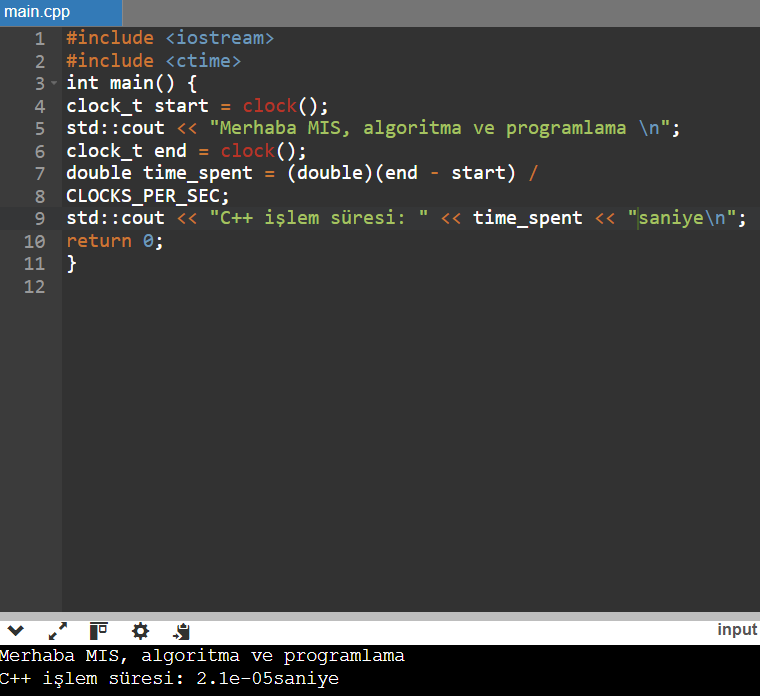 main.cpp
1 #include <iostream>
2 #include <ctime>
3 int main() {
4 clock_t start = clock();
5 std::cout << "Merhaba MIS, algoritma ve programlama \n";
6 clock_t end = clock();
7 double time_spent = (double)(end - start) /
8 CLOCKS_PER_SEC;
9 std::cout << "C++ işlem süresi: " << time_spent << "saniye\n";
10 return 0;
11 }
12
input
Merhaba MIS, algoritma ve programlama
C++ işlem süresi: 2.1e-05saniye